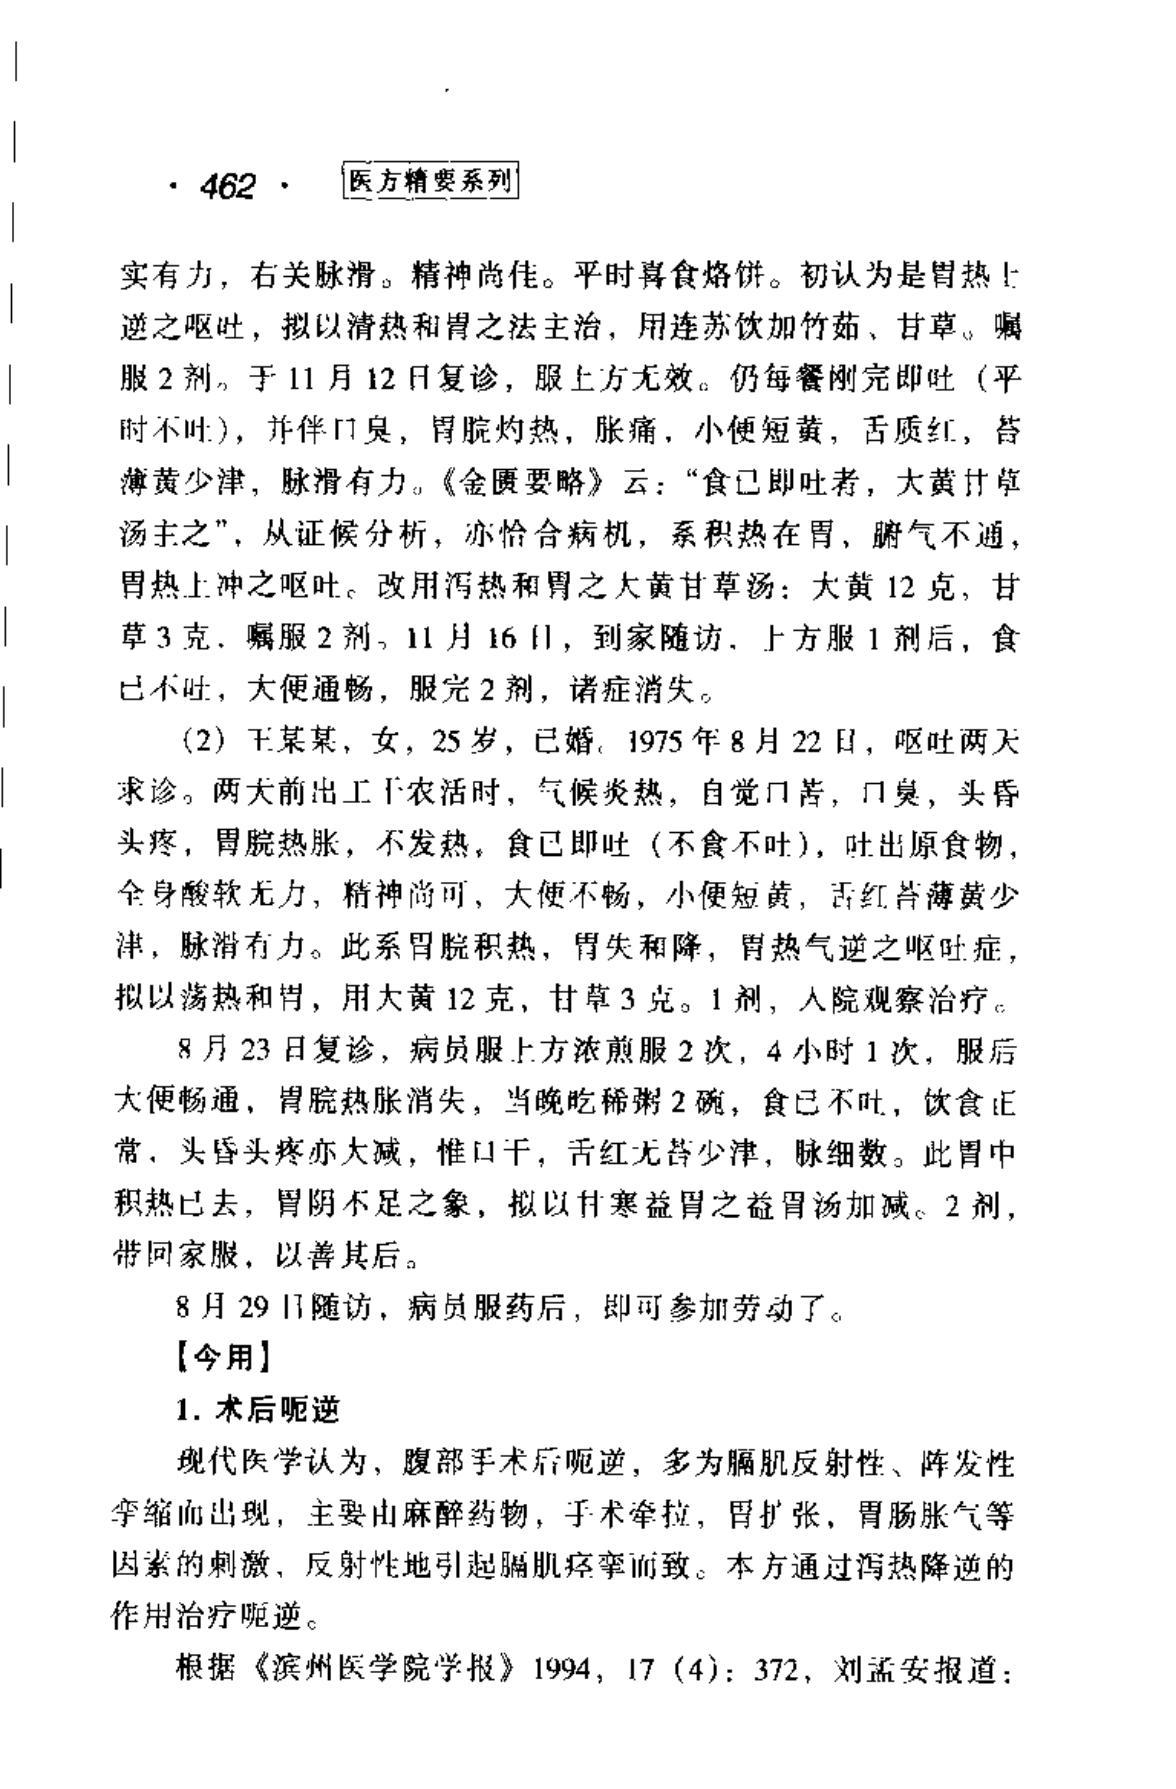 · 462 · 医方精要系列
实有力，右关脉滑。精神尚佳。平时喜食烙饼。初认为是胃热上
逆之呕吐，拟以清热和胃之法主治，用连苏饮加竹茹、甘草。嘱
服 2 剂。于 11 月 12 日复诊，服上方无效。仍每餐刚完即吐（平
时不吐），并伴口臭，胃脘灼热，胀痛，小便短黄，舌质红，苔
薄黄少津，脉滑有力。《金匮要略》云：“食已即吐者，大黄甘草
汤主之”，从证候分析，亦恰合病机，系积热在胃，腑气不通，
胃热上冲之呕吐。改用泻热和胃之大黄甘草汤：大黄 12 克，甘
草 3 克，嘱服 2 剂。11 月 16 日，到家随访，上方服 1 剂后，食
已不吐，大便通畅，服完 2 剂，诸症消失。
（2）王某某，女，25 岁，已婚。1975 年 8 月 22 日，呕吐两天
求诊。两天前出工干农活时，气候炎热，自觉口苦，口臭，头昏
头疼，胃脘热胀，不发热，食已即吐（不食不吐），吐出原食物，
全身酸软无力，精神尚可，大便不畅，小便短黄，舌红苔薄黄少
津，脉滑有力。此系胃脘积热，胃失和降，胃热气逆之呕吐症，
拟以荡热和胃，用大黄 12 克，甘草 3 克。1 剂，入院观察治疗。
8 月 23 日复诊，病员服上方浓煎服 2 次，4 小时 1 次，服后
大便畅通，胃脘热胀消失，当晚吃稀粥 2 碗，食已不吐，饮食正
常，头昏头疼亦大减，惟口干，舌红无苔少津，脉细数。此胃中
积热已去，胃阴不足之象，拟以甘寒益胃之益胃汤加减。2 剂，
带回家服，以善其后。
8 月 29 日随访，病员服药后，即可参加劳动了。
【今用】
1. 术后呃逆
现代医学认为，腹部手术后呃逆，多为膈肌反射性、阵发性
挛缩而出现，主要由麻醉药物，手术牵拉，胃扩张，胃肠胀气等
因素的刺激，反射性地引起膈肌痉挛而致。本方通过泻热降逆的
作用治疗呃逆。
根据《滨州医学院学报》1994，17（4）：372，刘孟安报道：